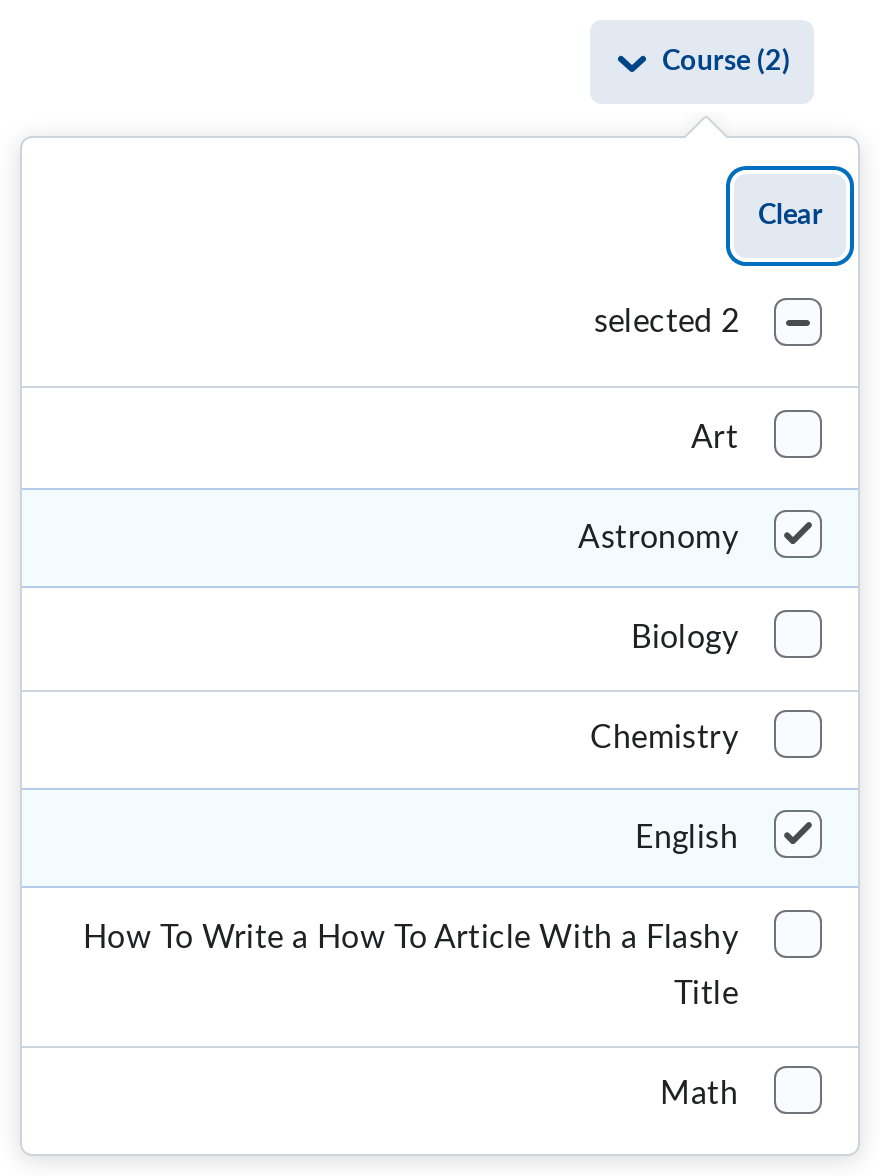 Course (2)
Clear
selected 2
Art
Astronomy
Biology
Chemistry
English
How To Write a How To Article With a Flashy
Title
Math